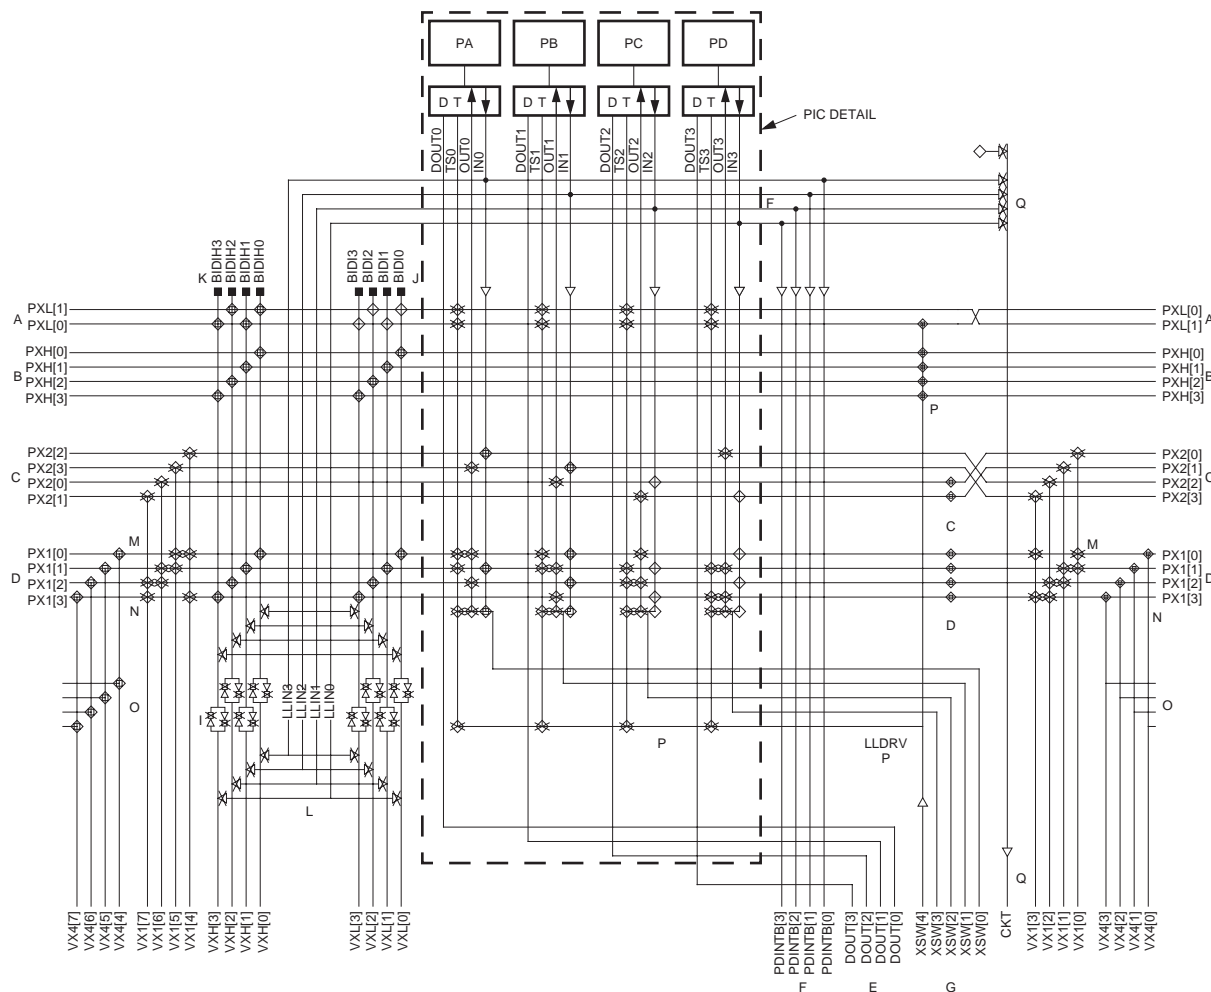 PA PB PC PD
D T D T D T D T
PIC DETAIL
DOUT0 TS0 OUT0 IN0 DOUT1 TS1 OUT1 IN1 DOUT2 TS2 OUT2 IN2 DOUT3 TS3 OUT3 IN3
F
Q
K BIDIH3 BIDIH2 BIDIH1 BIDIH0 BIDI3 BIDI2 BIDI1 BIDI0 J
PXL[1] PXL[0]
A A
PXL[0] PXL[1]
PXH[0] PXH[0]
PXH[1] PXH[1]
B B
PXH[2] PXH[2]
PXH[3] PXH[3]
P
PX2[2] PX2[0]
PX2[3] PX2[1]
C C
PX2[0] PX2[2]
PX2[1] PX2[3]
C
M M
PX1[0] PX1[0]
PX1[1] PX1[1]
D D
PX1[2] PX1[2]
PX1[3] PX1[3]
N N
D
LLIN3 LLIN2 LLIN1 LLIN0
O O
I
P
LLDRV
P
L
Q
VX4[7] VX4[6] VX4[5] VX4[4] VX1[7] VX1[6] VX1[5] VX1[4] VXH[3] VXH[2] VXH[1] VXH[0] VXL[3] VXL[2] VXL[1] VXL[0] PDINTB[3] PDINTB[2] PDINTB[1] PDINTB[0] DOUT[3] DOUT[2] DOUT[1] DOUT[0] XSW[4] XSW[3] XSW[2] XSW[1] XSW[0] CKT VX1[3] VX1[2] VX1[1] VX1[0] VX4[3] VX4[2] VX4[1] VX4[0]
F E G